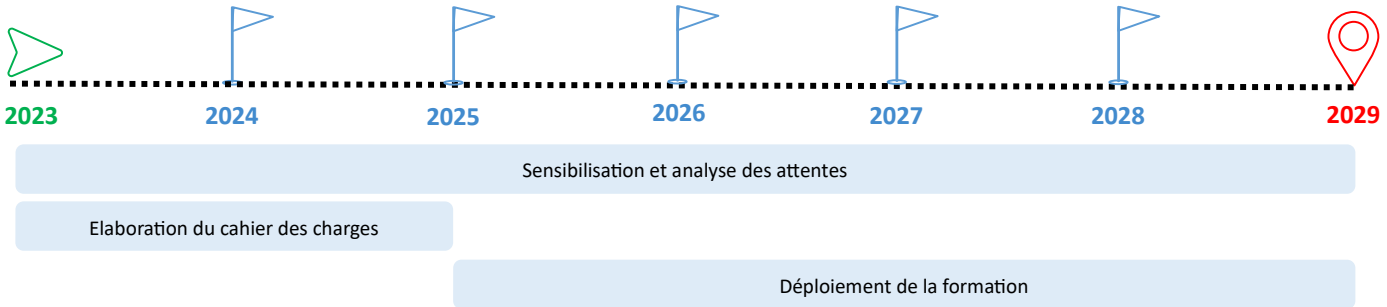 2023 2024 2025 2026 2027 2028 2029
Sensibilisation et analyse des attentes
Elaboration du cahier des charges
Déploiement de la formation